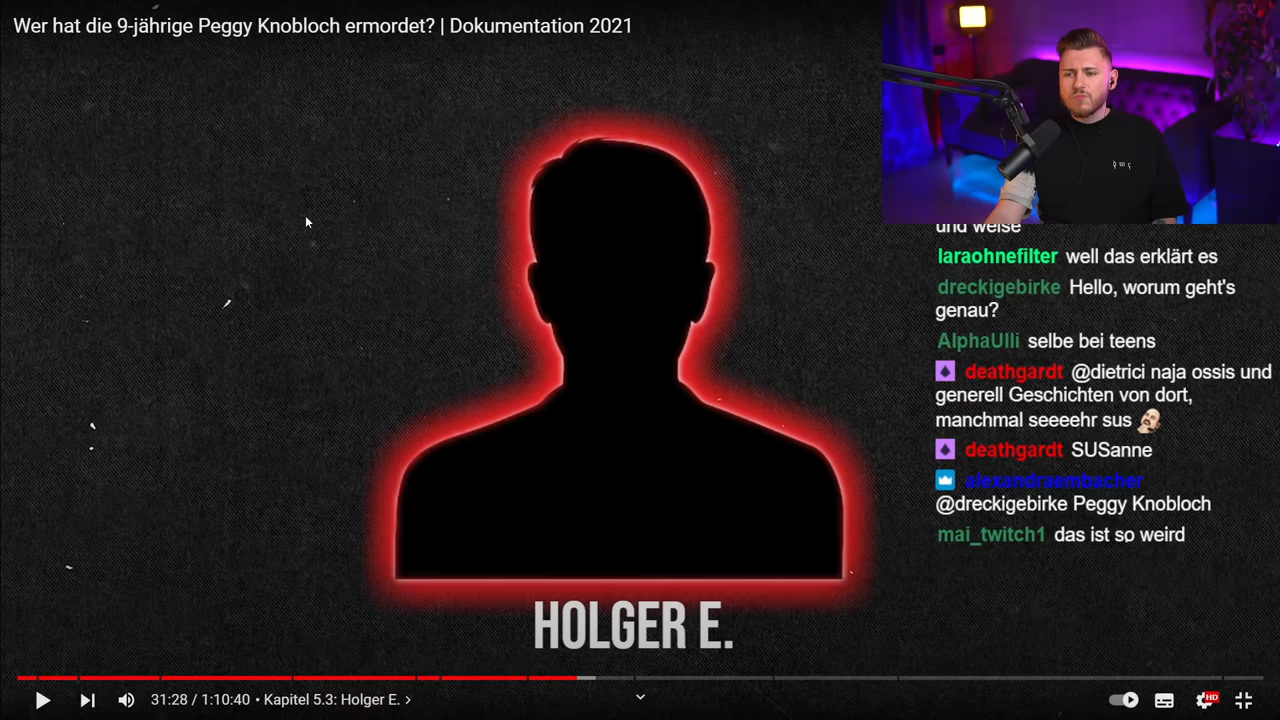 Wer hat die 9-jährige Peggy Knobloch ermordet? | Dokumentation 2021
und weise
laraohnefilter well das erklärt es
dreckigebirke Hello, worum geht's
genau?
AlphaUlli selbe bei teens
deathgardt @dietrici naja ossis und
generell Geschichten von dort,
manchmal seeeehr sus
deathgardt SUSanne
alexandraembacher
@dreckigebirke Peggy Knobloch
mai_twitch1 das ist so weird
HOLGER E.
31:28 / 1:10:40 • Kapitel 5.3: Holger E. >
HD